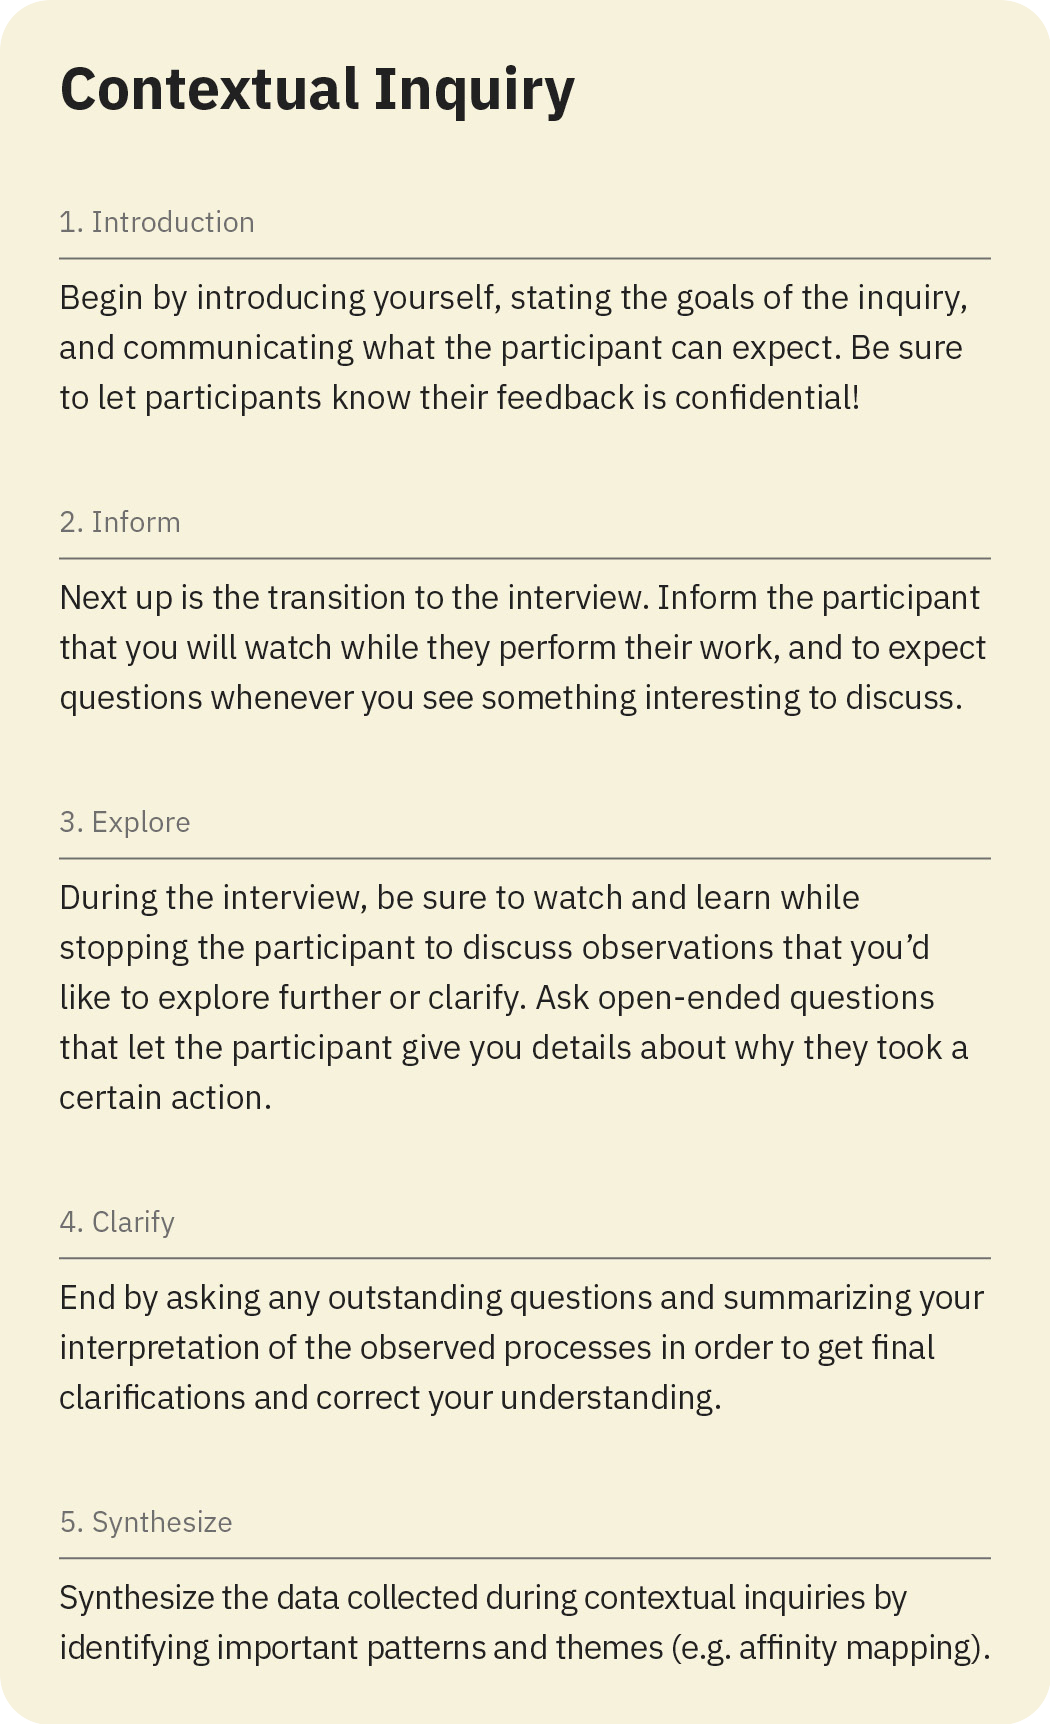 Contextual Inquiry
1. Introduction
Begin by introducing yourself, stating the goals of the inquiry,
and communicating what the participant can expect. Be sure
to let participants know their feedback is confidential!
2. Inform
Next up is the transition to the interview. Inform the participant
that you will watch while they perform their work, and to expect
questions whenever you see something interesting to discuss.
3. Explore
During the interview, be sure to watch and learn while
stopping the participant to discuss observations that you’d
like to explore further or clarify. Ask open-ended questions
that let the participant give you details about why they took a
certain action.
4. Clarify
End by asking any outstanding questions and summarizing your
interpretation of the observed processes in order to get final
clarifications and correct your understanding.
5. Synthesize
Synthesize the data collected during contextual inquiries by
identifying important patterns and themes (e.g. affinity mapping).